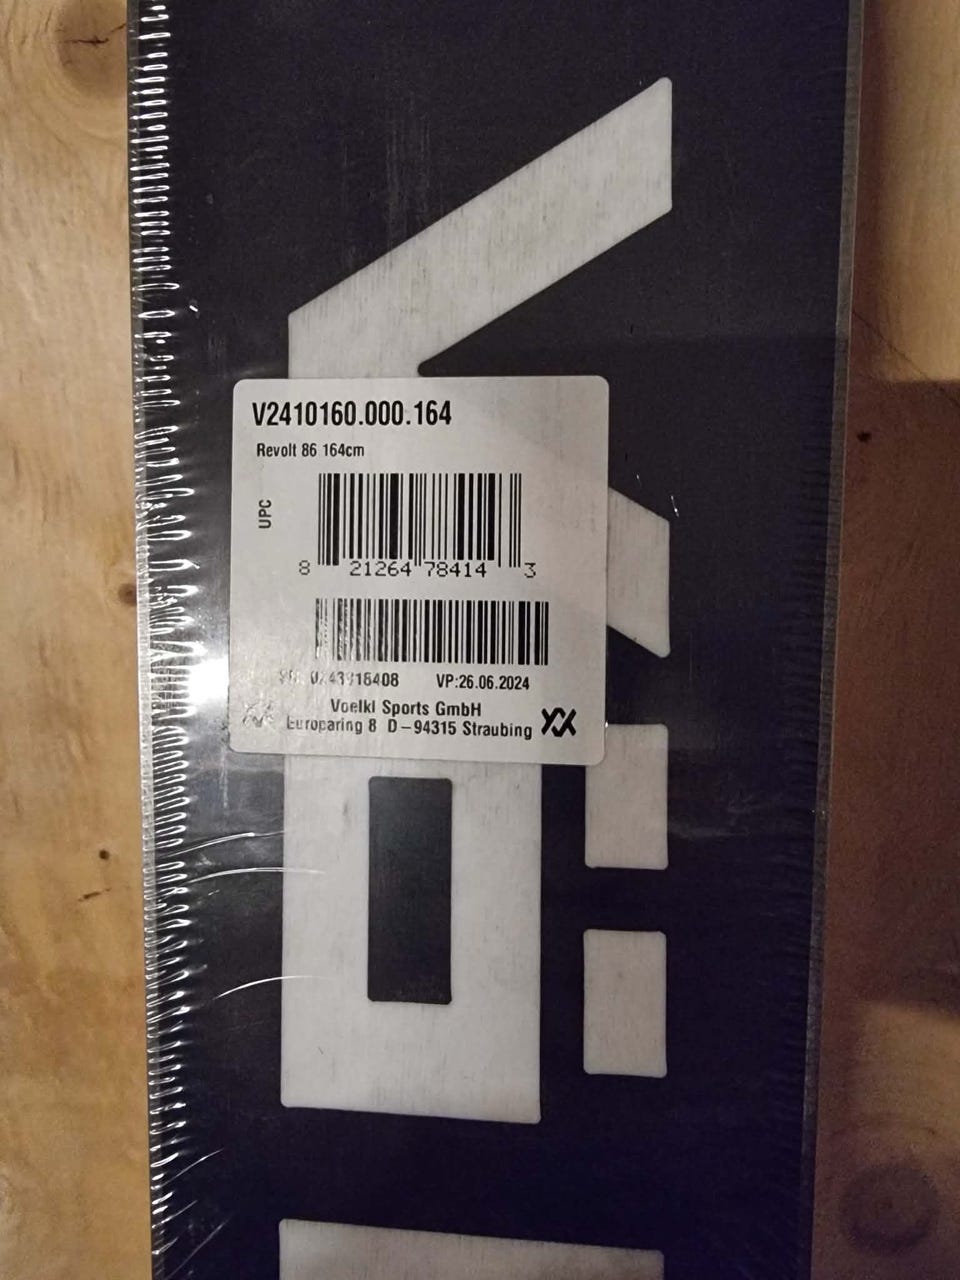 V2410160.000.164
Revolt 86 164cm
UPC
8 21264 78414 3
VP:26.06.2024
Voelkl Sports GmbH
Europaring 8 D-94315 Straubing